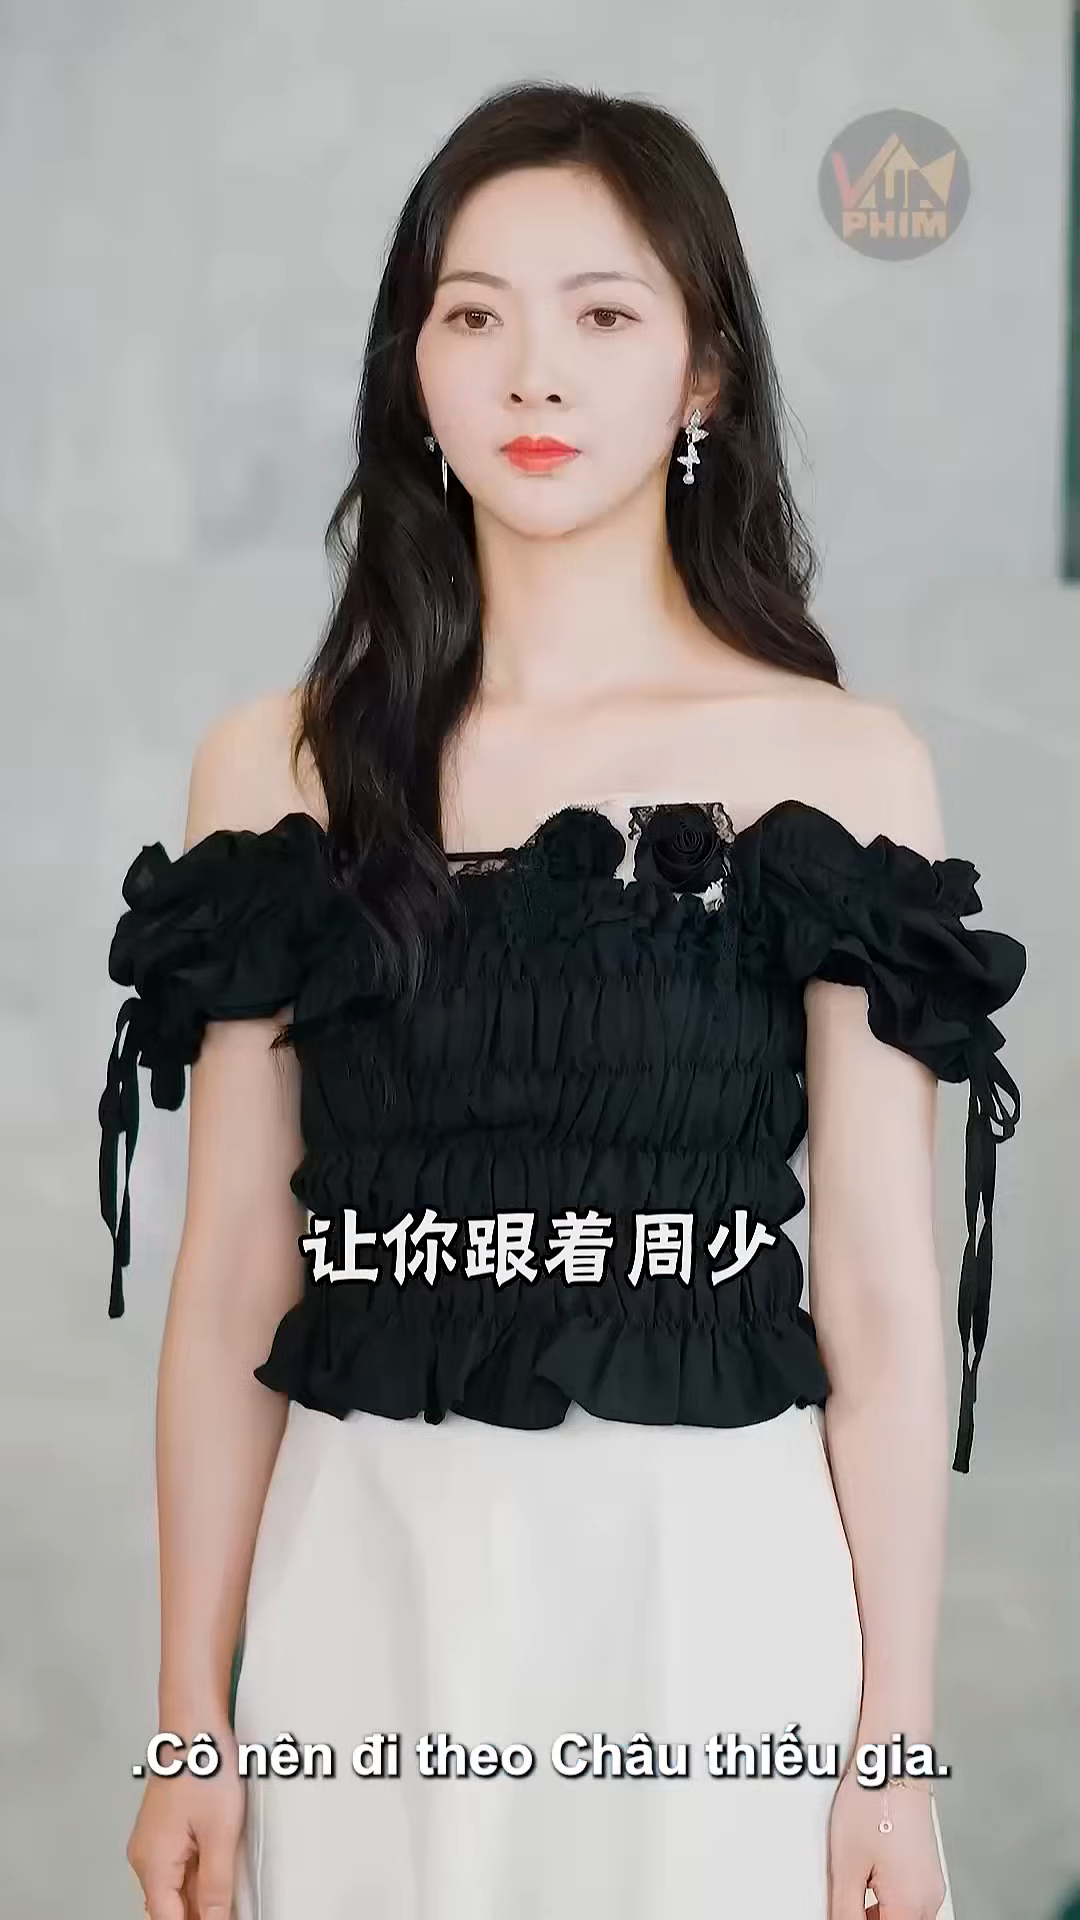 VUA
PHIM
让你跟着周少
.Cô nên đi theo Châu thiếu gia.